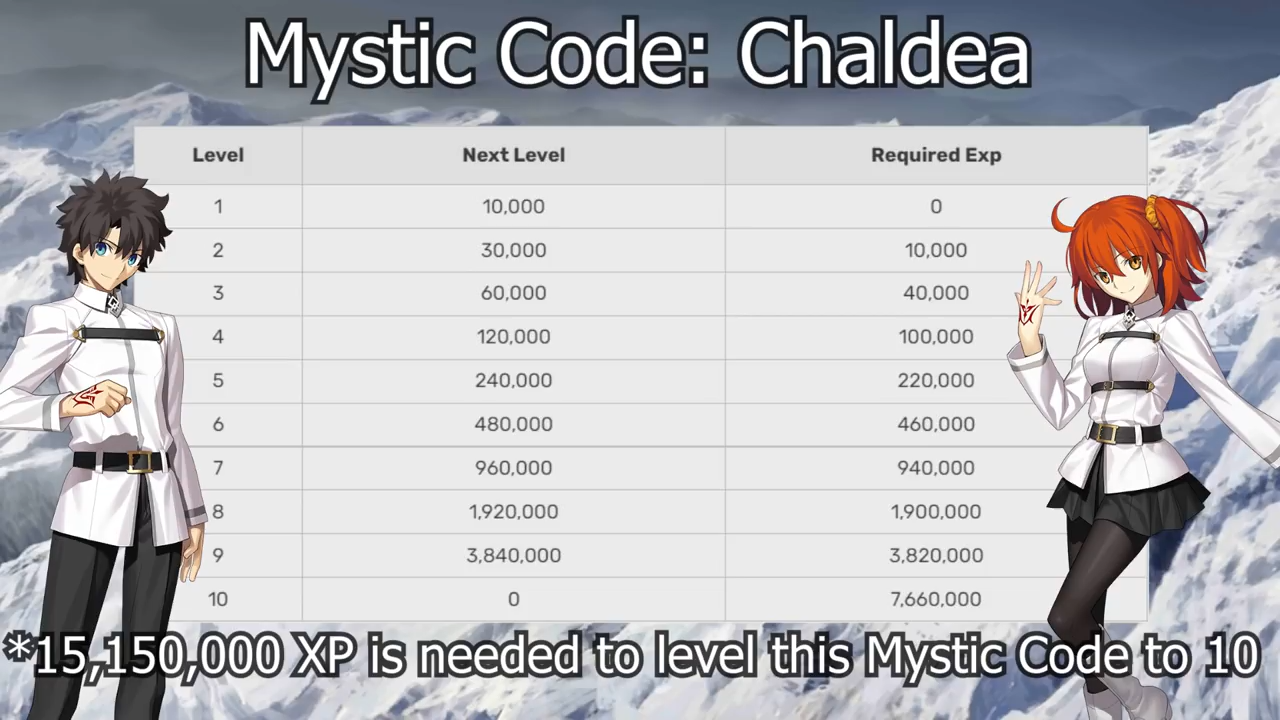 Mystic Code: Chaldea
Level Next Level Required Exp
1 10,000 0
2 30,000 10,000
3 60,000 40,000
4 120,000 100,000
5 240,000 220,000
6 480,000 460,000
7 960,000 940,000
8 1,920,000 1,900,000
9 3,840,000 3,820,000
10 0 7,660,000
*15,150,000 XP is needed to level this Mystic Code to 10